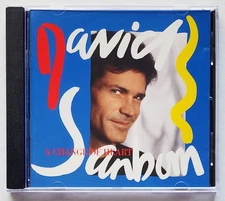 David
Sanborn
A CHANGE OF HEART